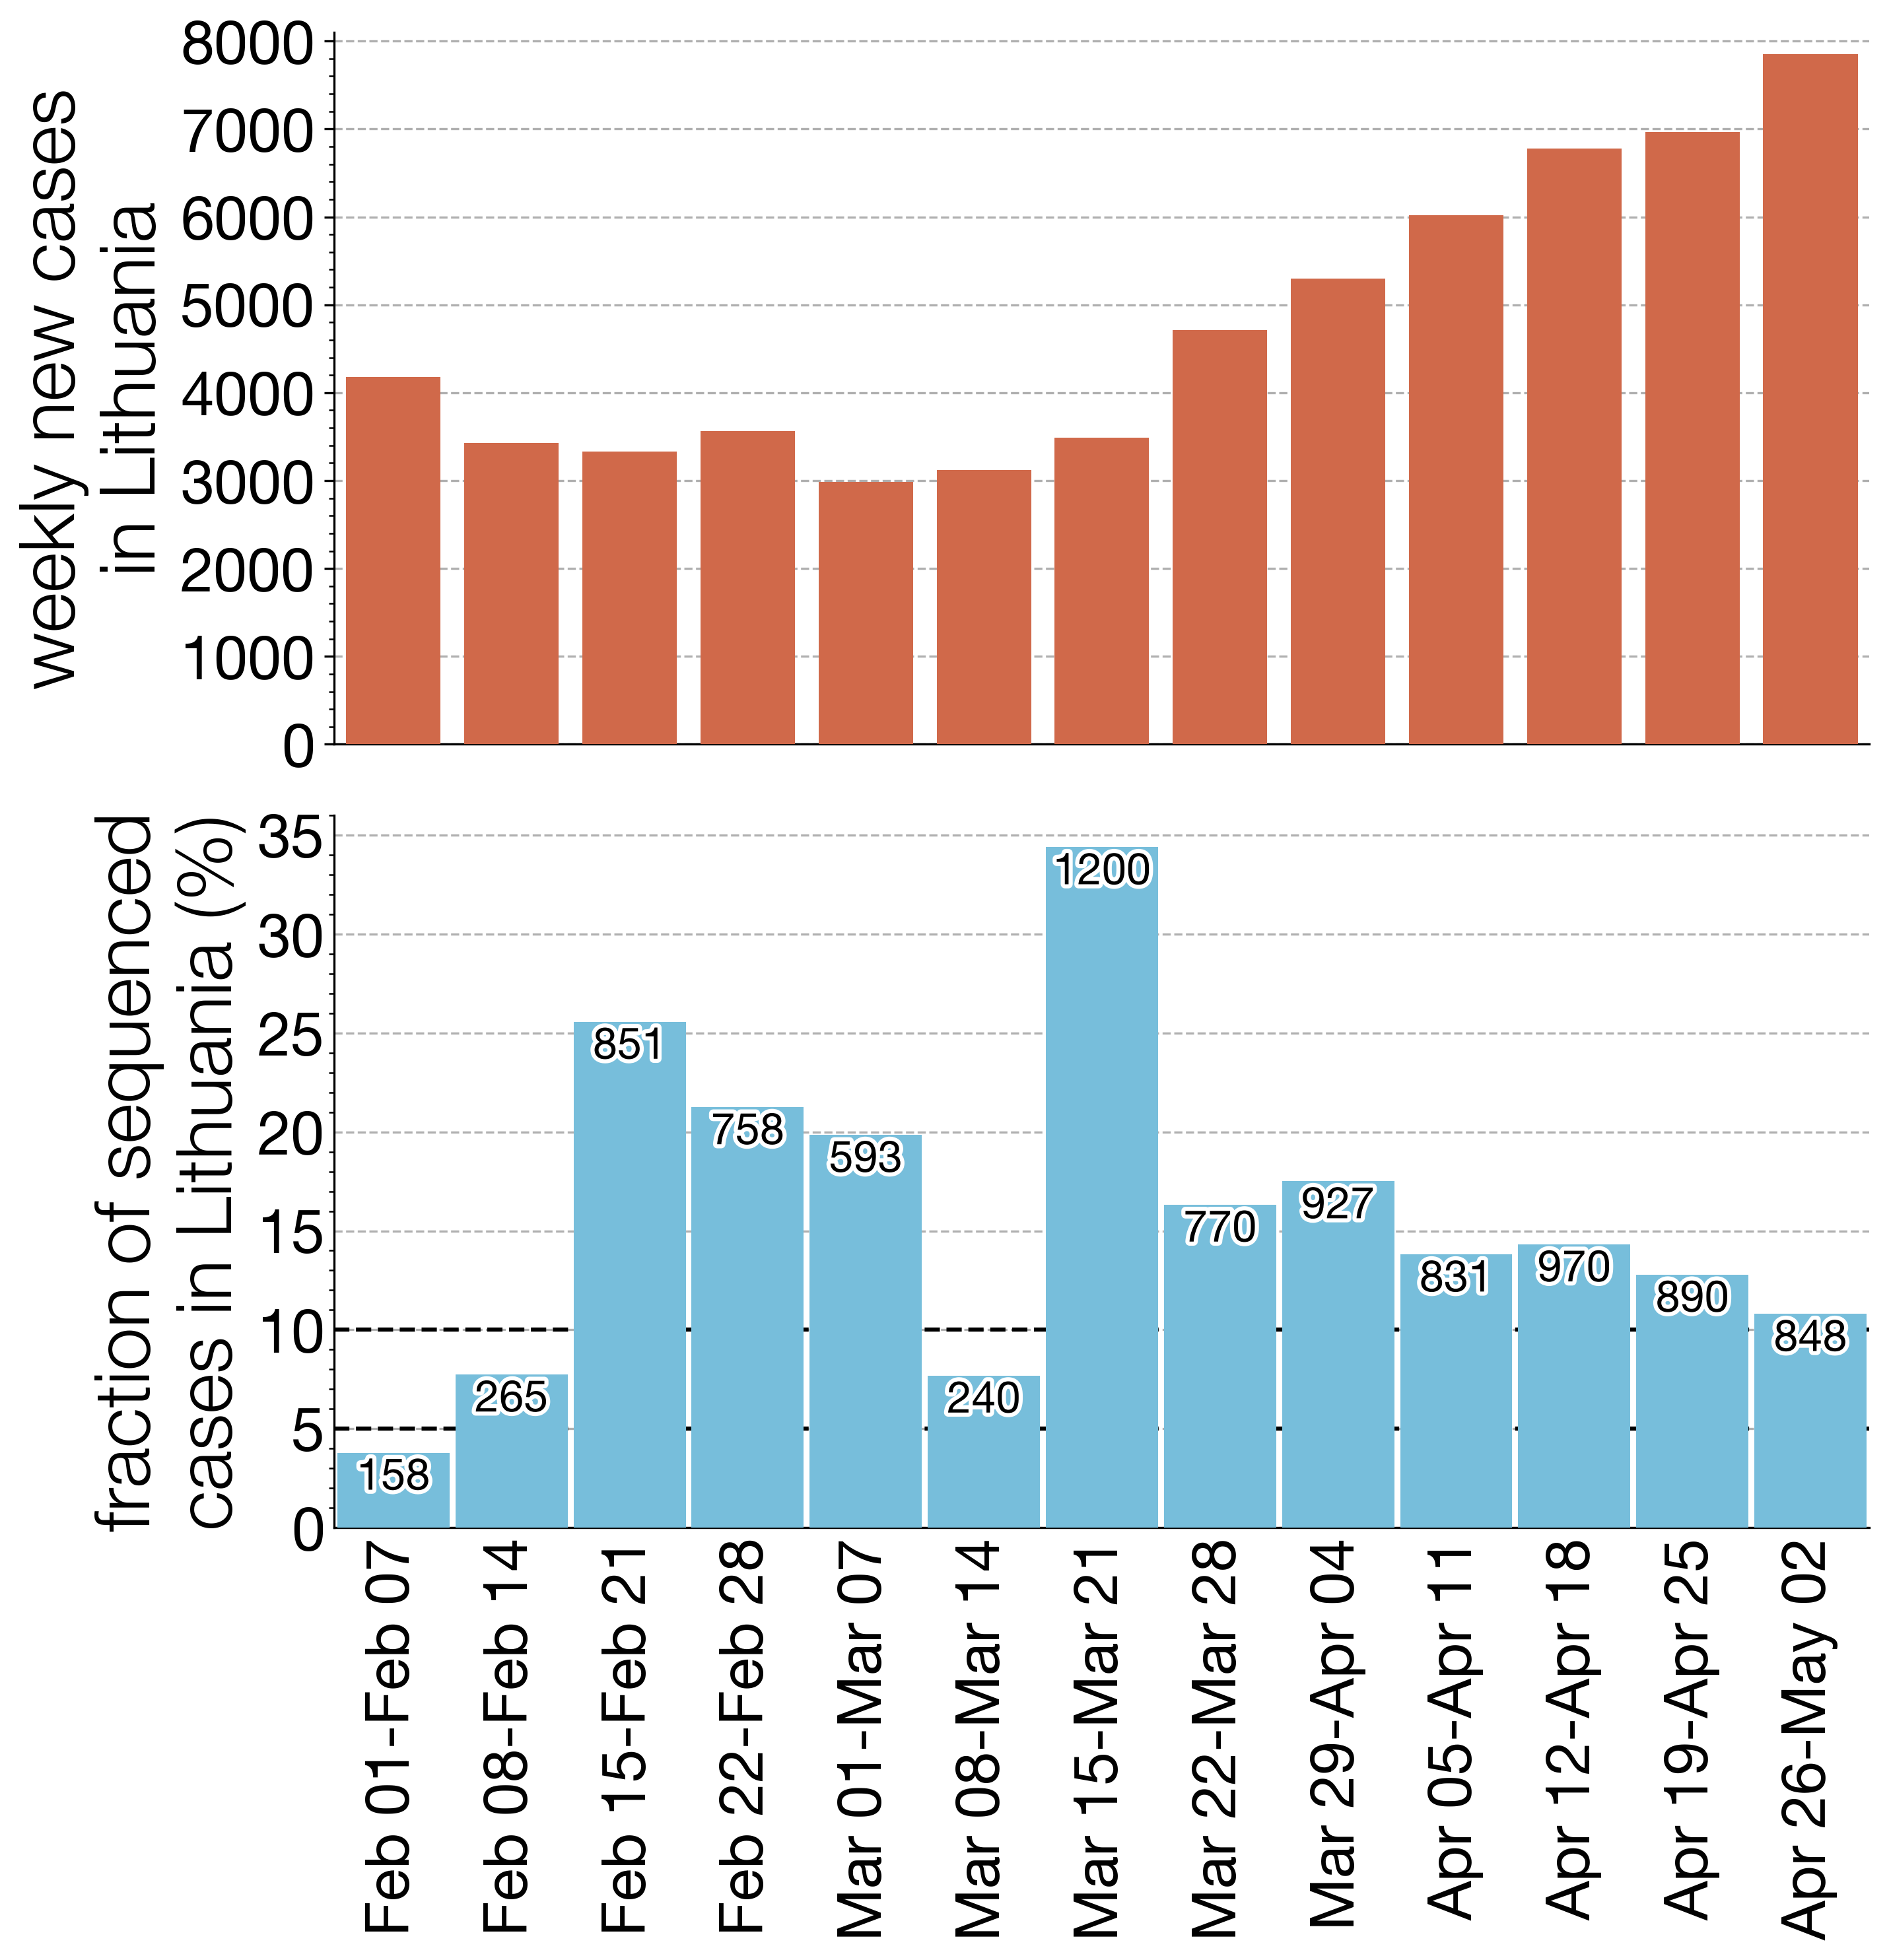 weekly new cases
in Lithuania
8000
7000
6000
5000
4000
3000
2000
1000
0
fraction of sequenced
cases in Lithuania (%)
35
30
25
20
15
10
5
0
158
265
851
758
593
240
1200
770
927
831
970
890
848
Feb 01-Feb 07
Feb 08-Feb 14
Feb 15-Feb 21
Feb 22-Feb 28
Mar 01-Mar 07
Mar 08-Mar 14
Mar 15-Mar 21
Mar 22-Mar 28
Mar 29-Apr 04
Apr 05-Apr 11
Apr 12-Apr 18
Apr 19-Apr 25
Apr 26-May 02